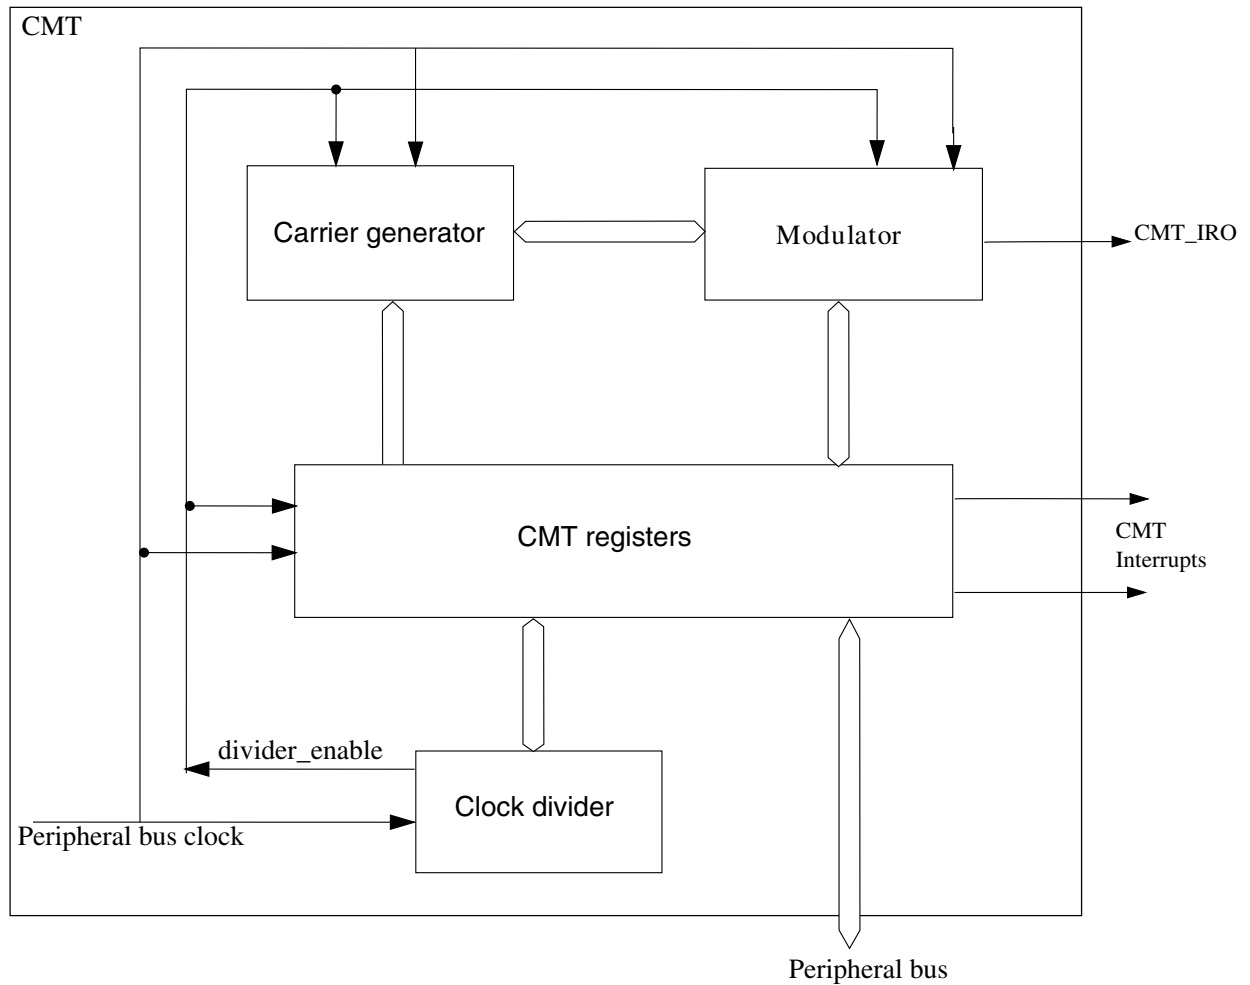 CMT
Carrier generator
Modulator
CMT_IRO
CMT registers
CMT
Interrupts
divider_enable
Clock divider
Peripheral bus clock
Peripheral bus